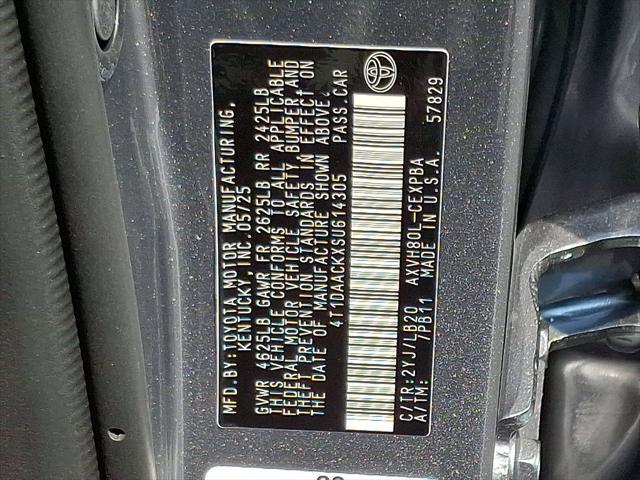 MFD.BY:TOYOTA MOTOR MANUFACTURING,
KENTUCKY, INC.05/25
GVWR 4625LB GAWR FR 2625LB RR 2425LB
THIS VEHICLE CONFORMS TO ALL APPLICABLE
FEDERAL MOTOR VEHICLE SAFETY, BUMPER, AND
THEFT PREVENTION STANDARDS IN EFFECT ON
THE DATE OF MANUFACTURE SHOWN ABOVE.
4T1DAACKXSU614305 PASS.CAR
C/TR:2YJ/LB20 AXVH80L-CEXPBA
A/TM: 7PB11 MADE IN U.S.A. 57829